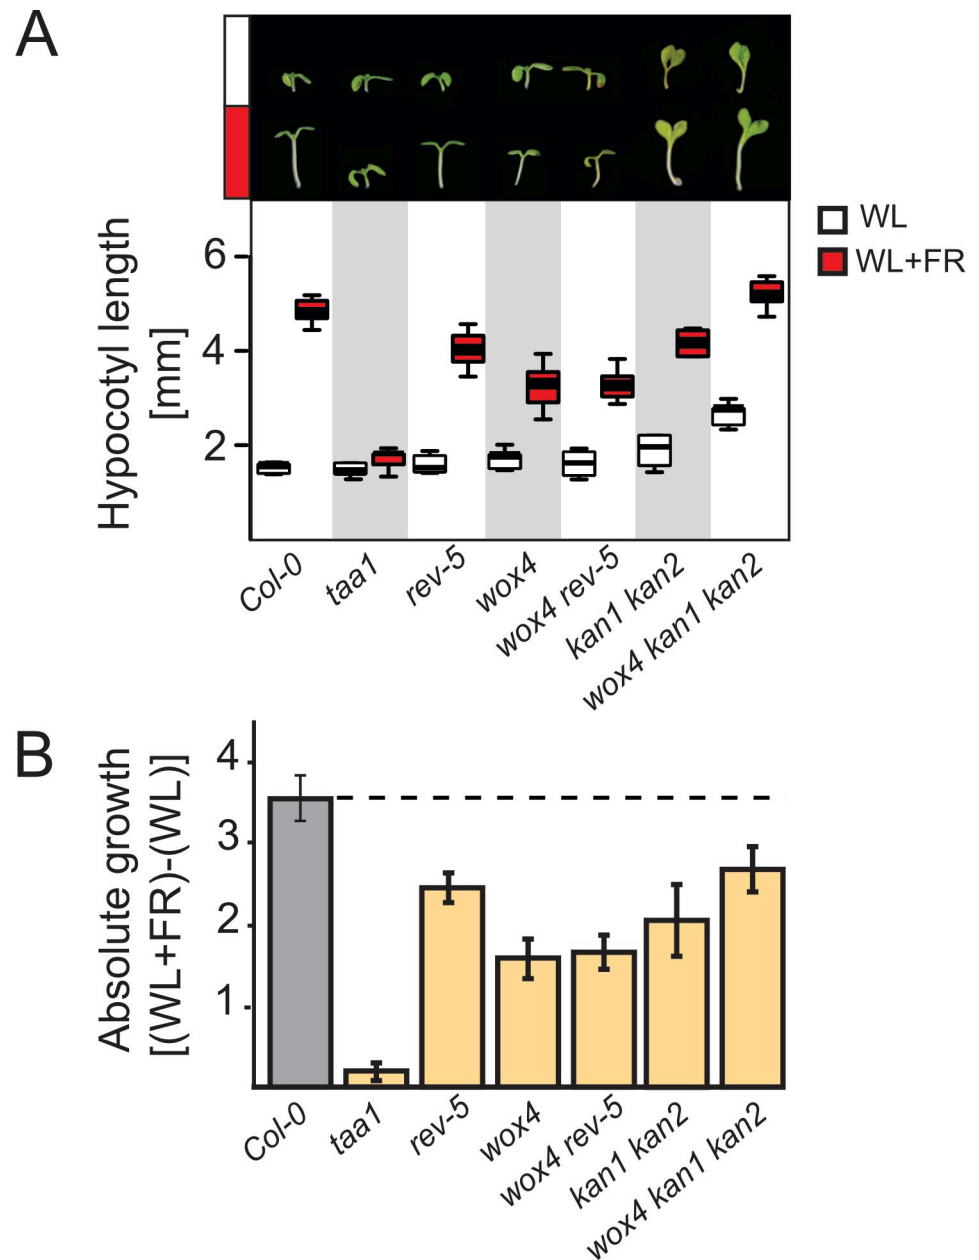 A
WL
WL+FR
Hypocotyl length
[mm]
6
4
2
Col-0
taa1
rev-5
wox4
wox4 rev-5
kan1 kan2
wox4 kan1 kan2
B
Absolute growth
[(WL+FR)-(WL)]
4
3
2
1
Col-0
taa1
rev-5
wox4
wox4 rev-5
kan1 kan2
wox4 kan1 kan2